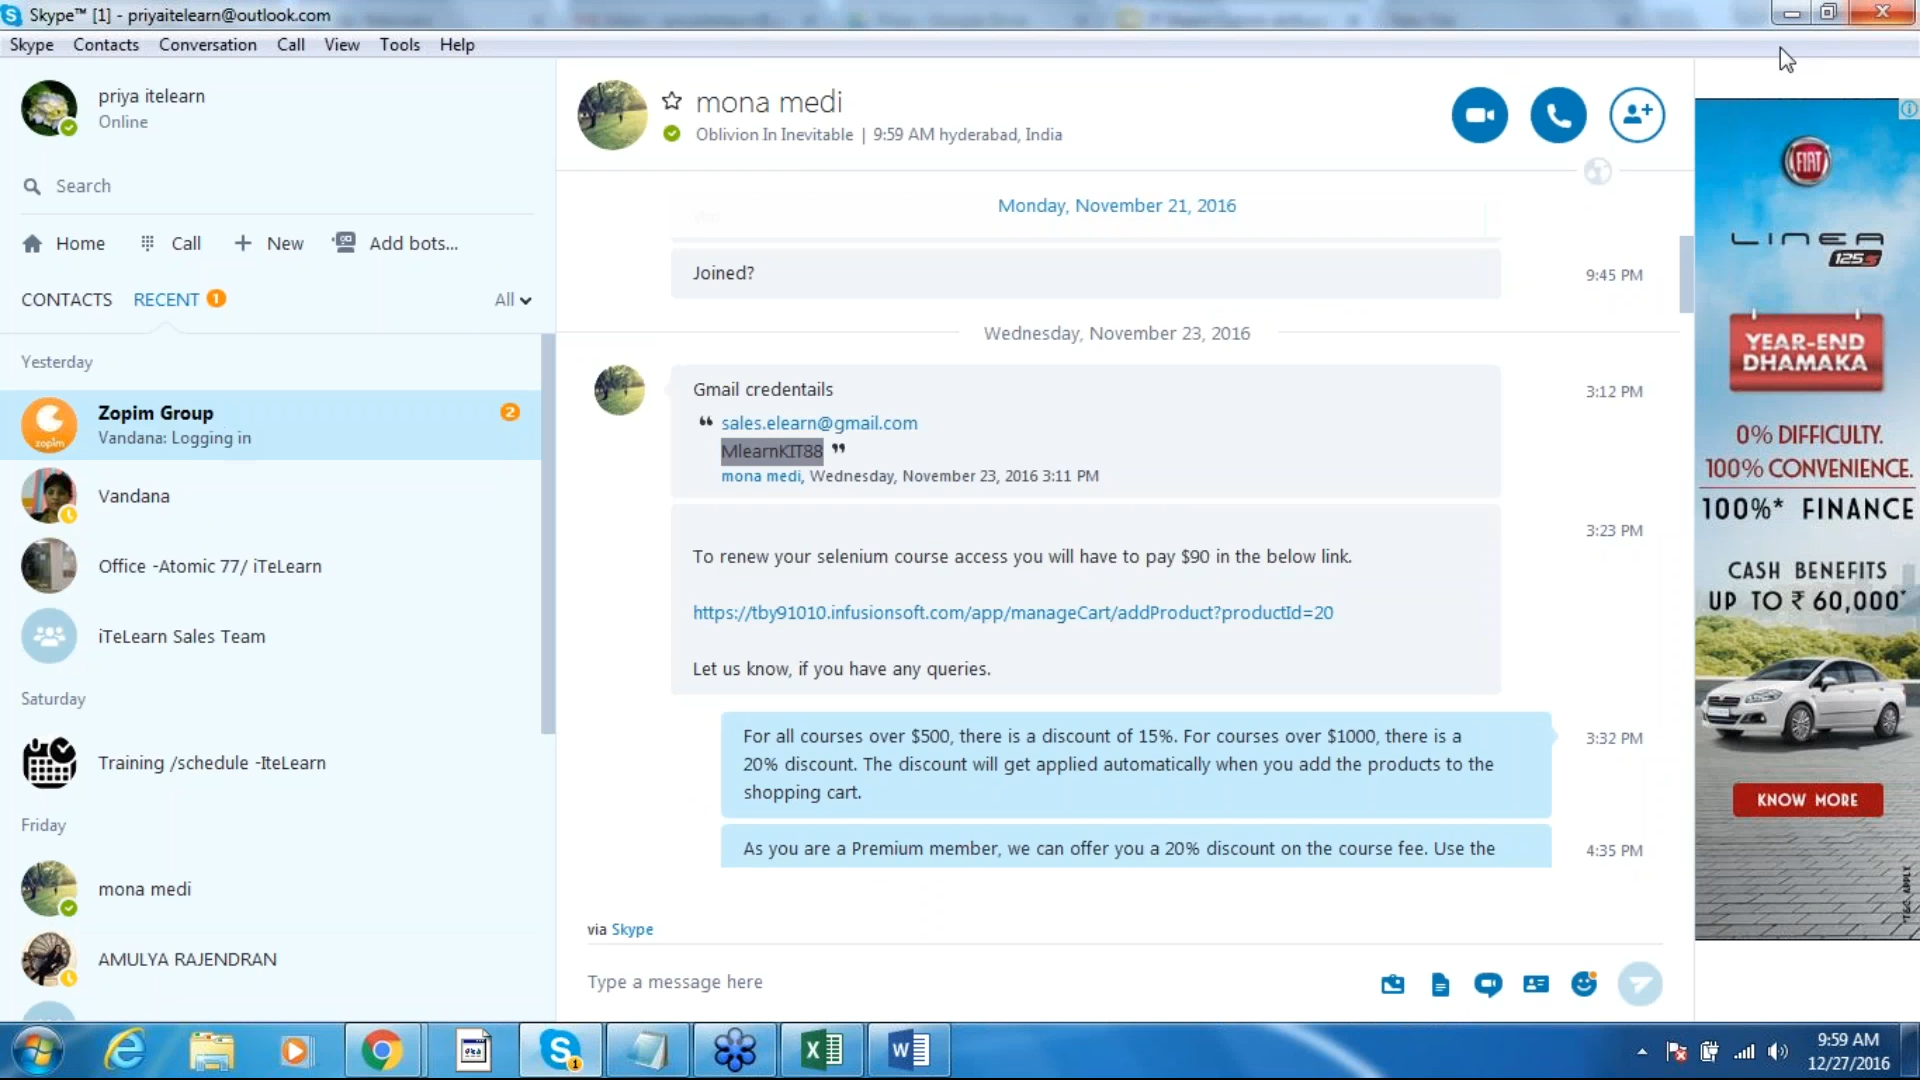 Skype™ [1] - priyaitelearn@outlook.com
Skype Contacts Conversation Call View Tools Help
priya itelearn
Online
Search
Home Call New Add bots...
CONTACTS RECENT 1 All
Yesterday
Zopim Group 2
Vandana: Logging in
zopim
Vandana
Office -Atomic 77/ iTeLearn
iTeLearn Sales Team
Saturday
Training /schedule -IteLearn
Friday
mona medi
AMULYA RAJENDRAN
mona medi
Oblivion In Inevitable | 9:59 AM hyderabad, India
Monday, November 21, 2016
Joined? 9:45 PM
Wednesday, November 23, 2016
Gmail credentails 3:12 PM
“ sales.elearn@gmail.com
MlearnKIT88 ”
mona medi, Wednesday, November 23, 2016 3:11 PM
3:23 PM
To renew your selenium course access you will have to pay $90 in the below link.
https://tby91010.infusionsoft.com/app/manageCart/addProduct?productId=20
Let us know, if you have any queries.
For all courses over $500, there is a discount of 15%. For courses over $1000, there is a 3:32 PM
20% discount. The discount will get applied automatically when you add the products to the
shopping cart.
As you are a Premium member, we can offer you a 20% discount on the course fee. Use the 4:35 PM
via Skype
Type a message here
FIAT
LINEA
125 S
YEAR-END
DHAMAKA
0% DIFFICULTY.
100% CONVENIENCE.
100%* FINANCE
CASH BENEFITS
UP TO ₹ 60,000*
KNOW MORE
*T&C APPLY
9:59 AM
12/27/2016